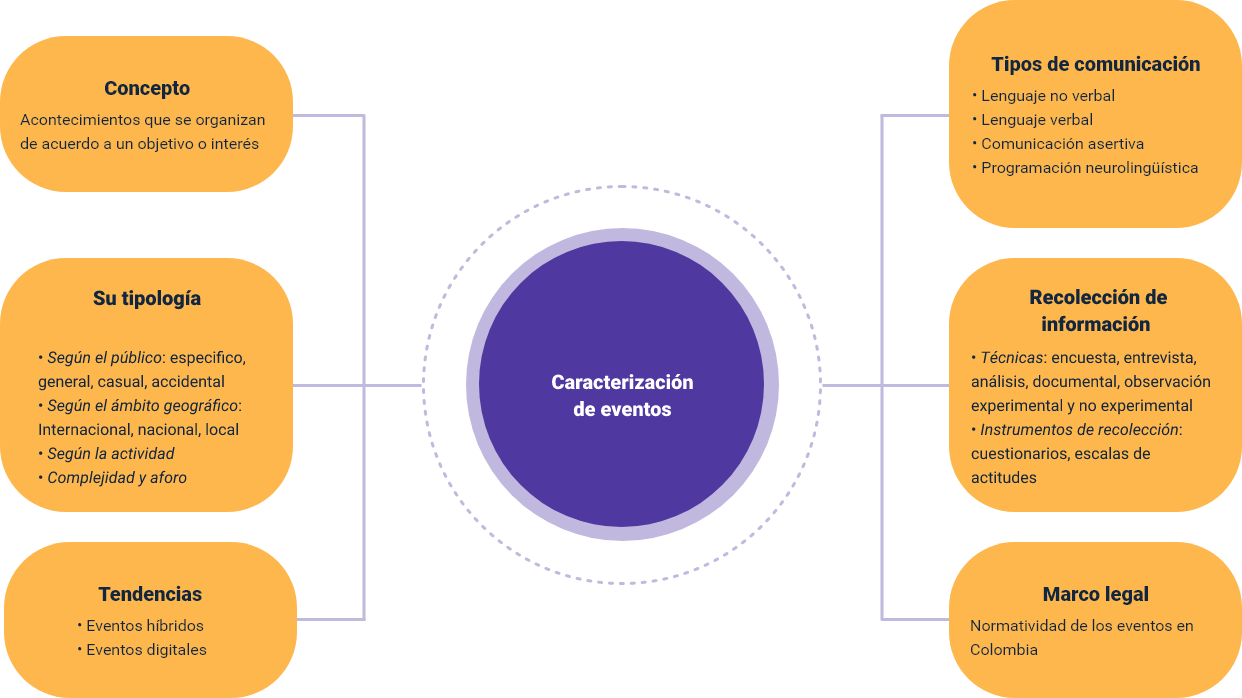 Concepto
Acontecimientos que se organizan
de acuerdo a un objetivo o interés
Su tipología
• Según el público: especifico,
general, casual, accidental
• Según el ámbito geográfico:
Internacional, nacional, local
• Según la actividad
• Complejidad y aforo
Tendencias
• Eventos híbridos
• Eventos digitales
Caracterización
de eventos
Tipos de comunicación
• Lenguaje no verbal
• Lenguaje verbal
• Comunicación asertiva
• Programación neurolingüística
Recolección de
información
• Técnicas: encuesta, entrevista,
análisis, documental, observación
experimental y no experimental
• Instrumentos de recolección:
cuestionarios, escalas de
actitudes
Marco legal
Normatividad de los eventos en
Colombia